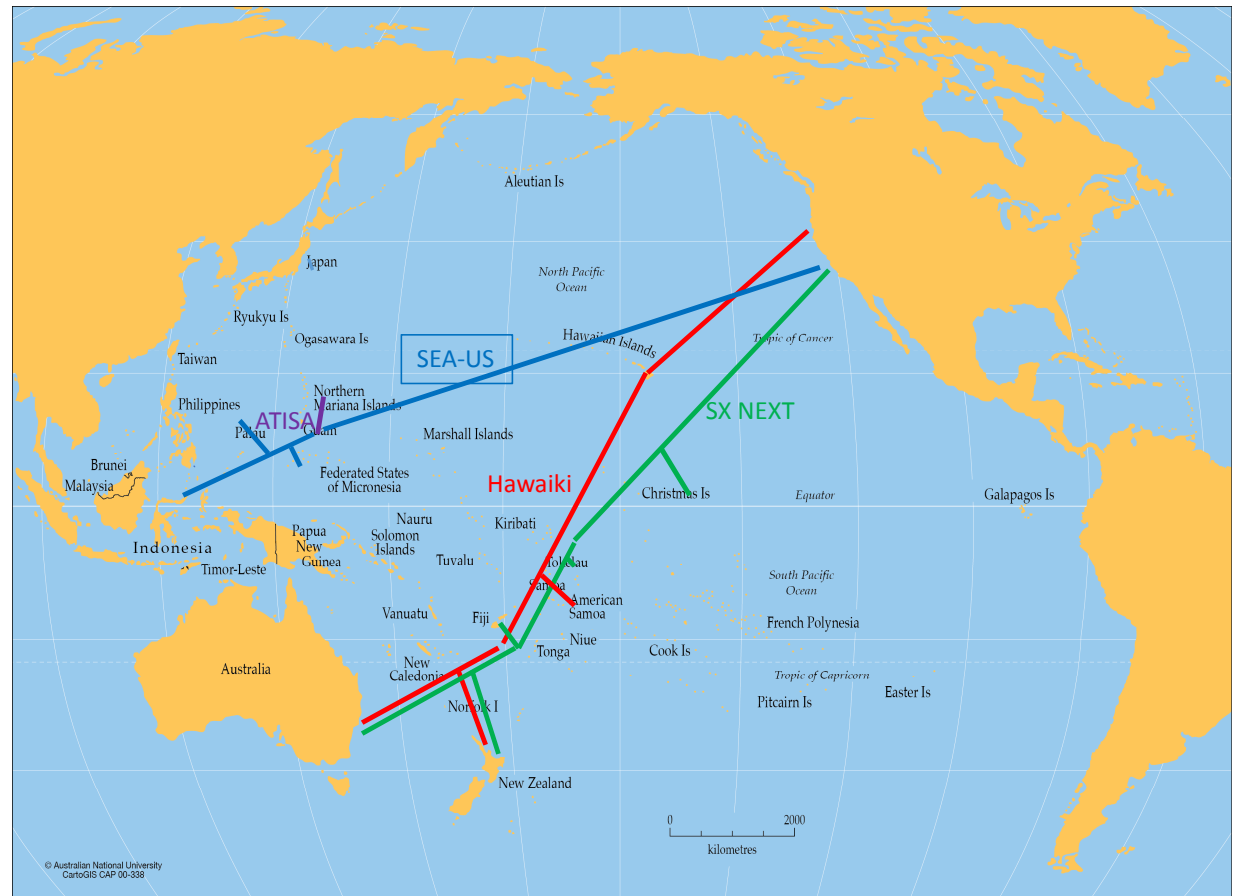 Aleutian Is
Japan
North Pacific
Ocean
Ryukyu Is
Ogasawara Is
Hawaiian Islands
Tropic of Cancer
Taiwan
SEA-US
Northern
Mariana Islands
Philippines
SX NEXT
ATISA
Palau
Guam
Marshall Islands
Brunei
Federated States
of Micronesia
Malaysia
Hawaiki
Christmas Is
Equator
Galapagos Is
Nauru
Kiribati
Papua
New
Guinea
Solomon
Islands
Indonesia
Tuvalu
Tokelau
Timor-Leste
Samoa
South Pacific
Ocean
American
Samoa
Vanuatu
Fiji
French Polynesia
Niue
Tonga
Cook Is
Australia
New
Caledonia
Tropic of Capricorn
Easter Is
Pitcairn Is
Norfolk I
New Zealand
0 2000
kilometres
© Australian National University
CartoGIS CAP 00-338